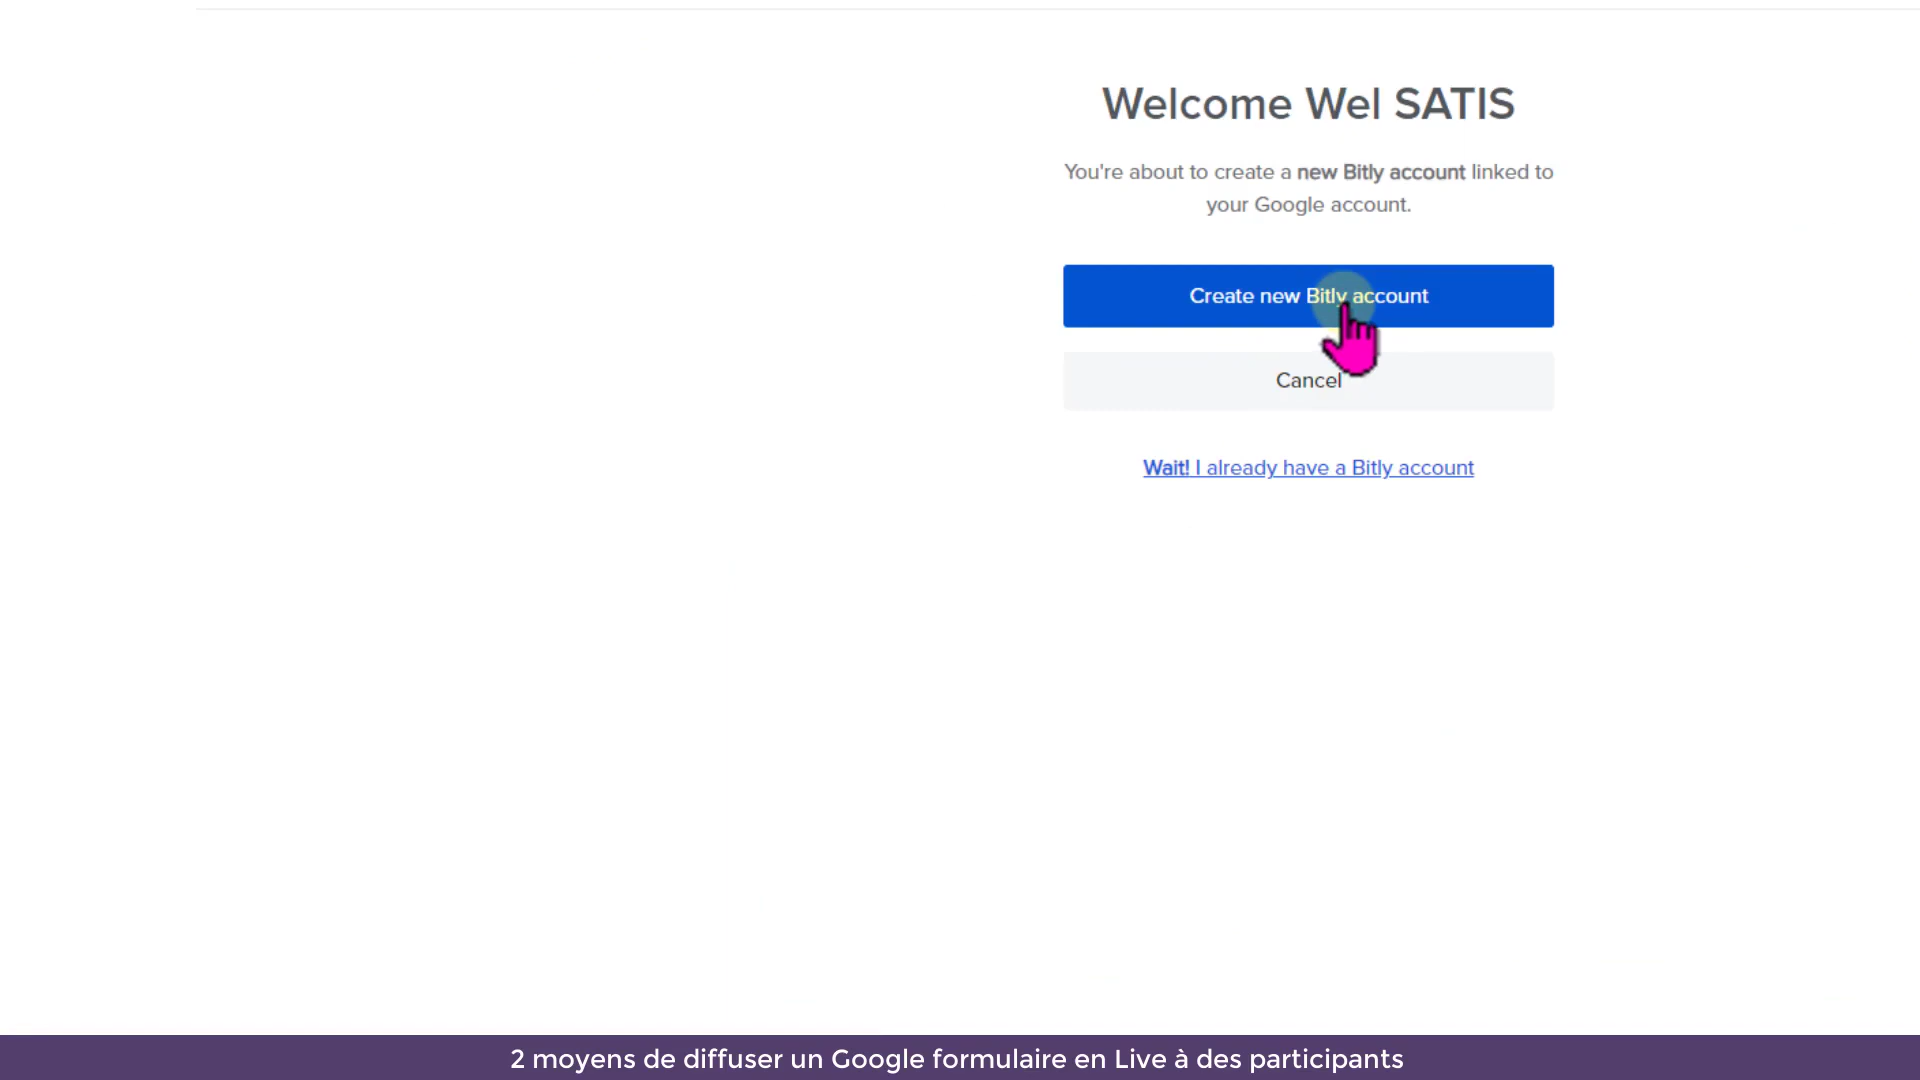 Welcome Wel SATIS
You're about to create a new Bitly account linked to
your Google account.
Create new Bitly account
Cancel
Wait! I already have a Bitly account
2 moyens de diffuser un Google formulaire en Live à des participants